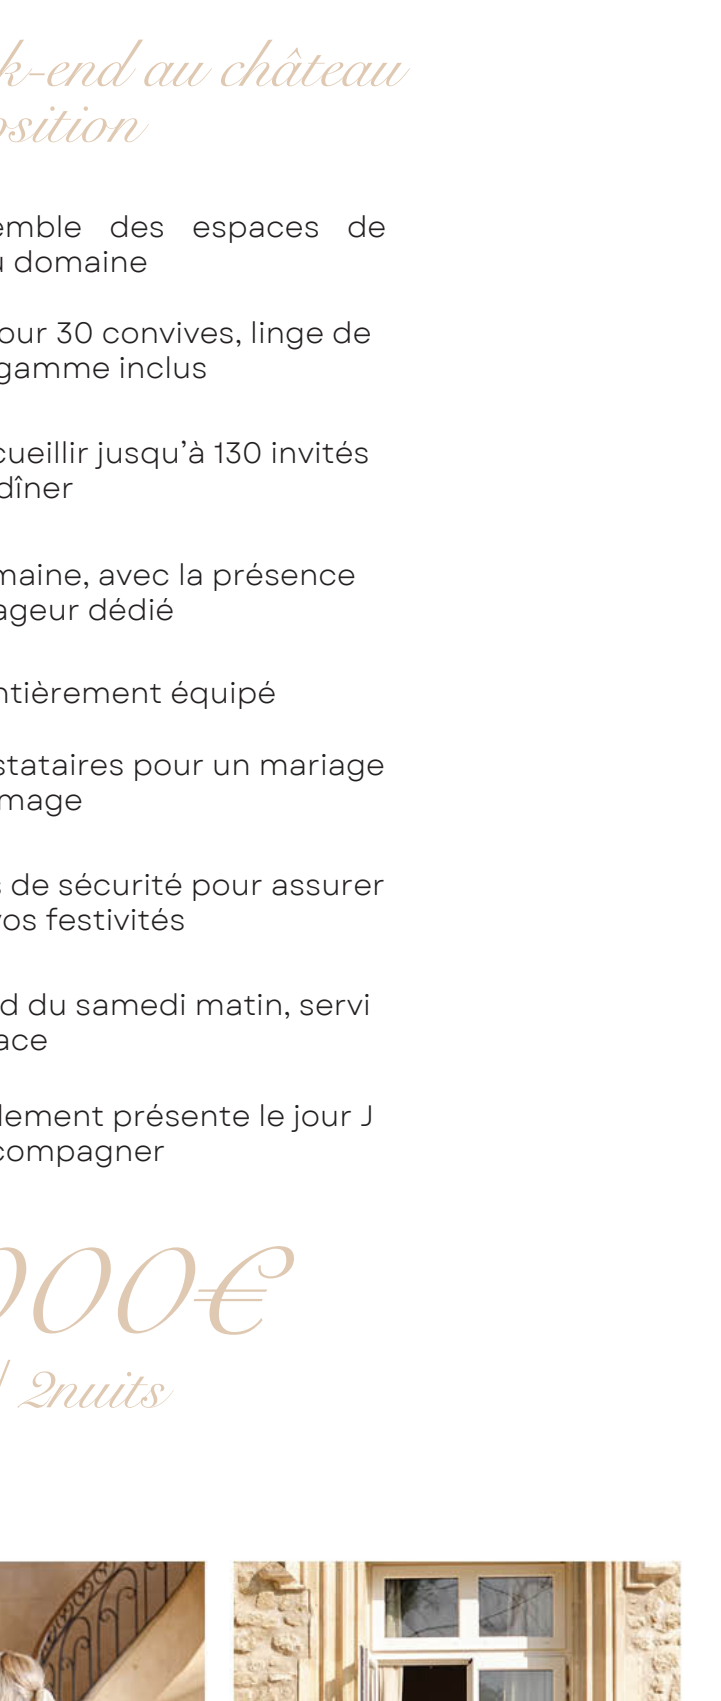 k-end au château
osition
emble des espaces de
u domaine
our 30 convives, linge de
gamme inclus
cueillir jusqu'à 130 invités
dîner
maine, avec la présence
ageur dédié
ntièrement équipé
stataires pour un mariage
mage
s de sécurité pour assurer
vos festivités
d du samedi matin, servi
ace
lement présente le jour J
compagner
000€
/ 2nuits